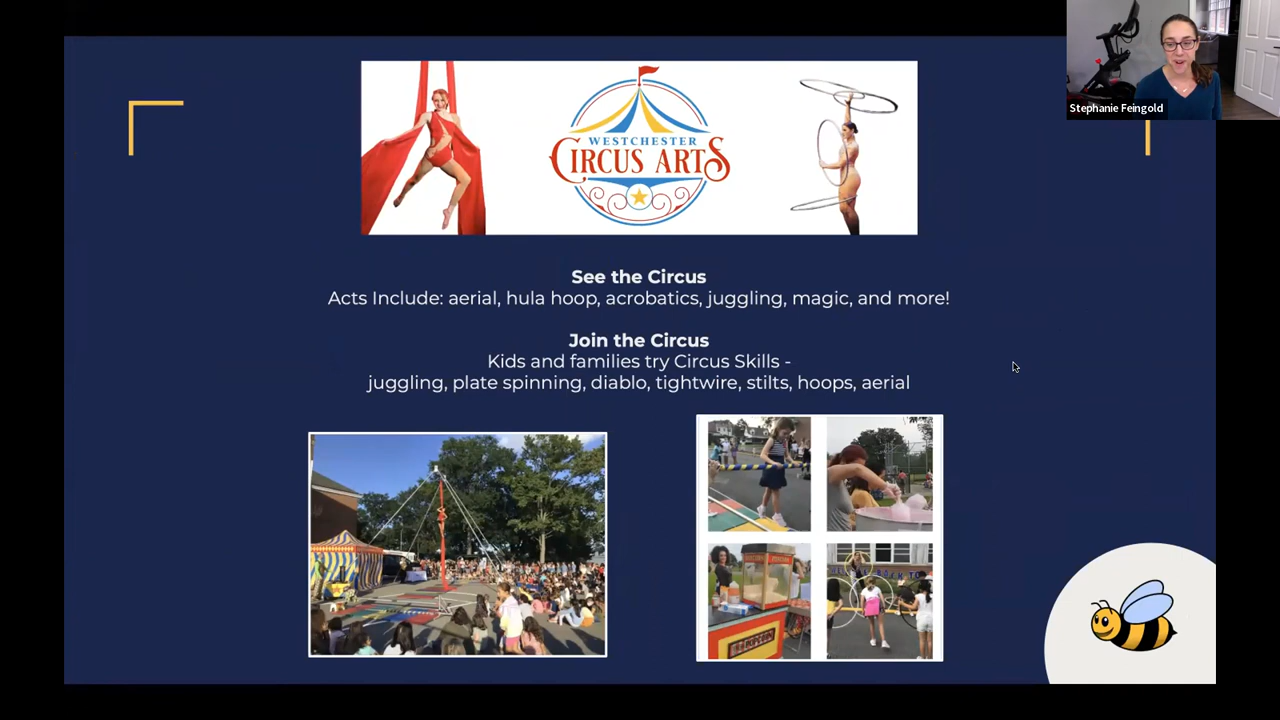 Stephanie Feingold
WESTCHESTER
CIRCUS ARTS
See the Circus
Acts Include: aerial, hula hoop, acrobatics, juggling, magic, and more!
Join the Circus
Kids and families try Circus Skills -
juggling, plate spinning, diablo, tightwire, stilts, hoops, aerial